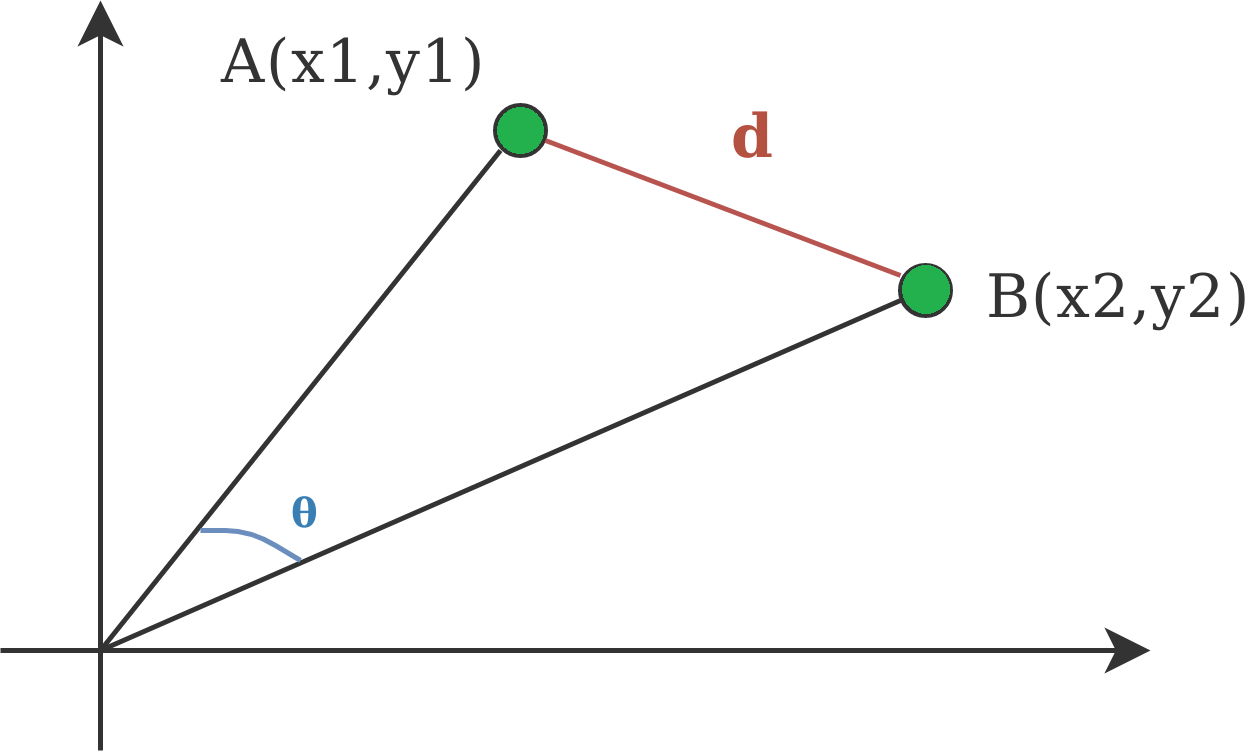 A(x1,y1)
d
B(x2,y2)
θ